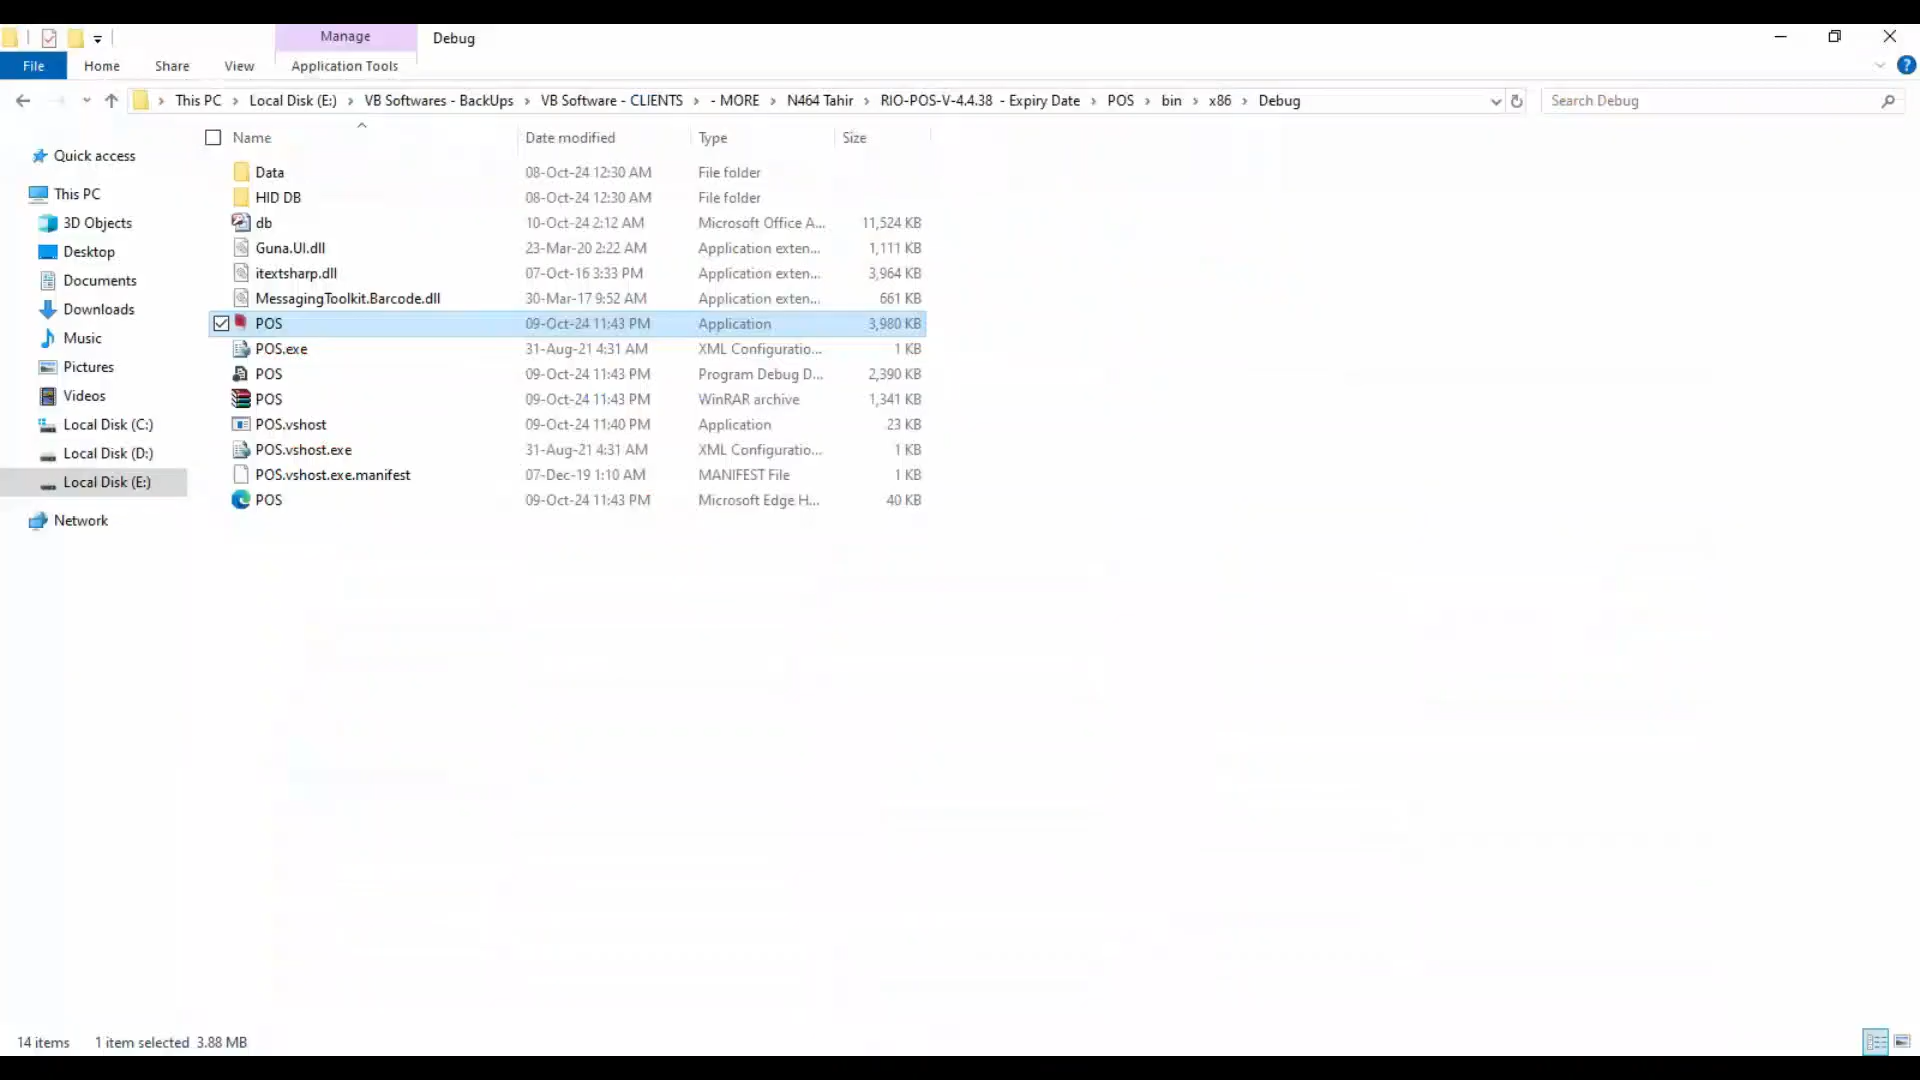 Manage
Debug
File
Home
Share
View
Application Tools
This PC > Local Disk (E:) > VB Softwares - BackUps > VB Software - CLIENTS > - MORE > N464 Tahir > RIO-POS-V-4.4.38 - Expiry Date > POS > bin > x86 > Debug
Search Debug
Name
Date modified
Type
Size
Quick access
This PC
3D Objects
Desktop
Documents
Downloads
Music
Pictures
Videos
Local Disk (C:)
Local Disk (D:)
Local Disk (E:)
Network
Data 08-Oct-24 12:30 AM File folder
HID DB 08-Oct-24 12:30 AM File folder
db 10-Oct-24 2:12 AM Microsoft Office A... 11,524 KB
Guna.UI.dll 23-Mar-20 2:22 AM Application exten... 1,111 KB
itextsharp.dll 07-Oct-16 3:33 PM Application exten... 3,964 KB
MessagingToolkit.Barcode.dll 30-Mar-17 9:52 AM Application exten... 661 KB
POS 09-Oct-24 11:43 PM Application 3,980 KB
POS.exe 31-Aug-21 4:31 AM XML Configuratio... 1 KB
POS 09-Oct-24 11:43 PM Program Debug D... 2,390 KB
POS 09-Oct-24 11:43 PM WinRAR archive 1,341 KB
POS.vshost 09-Oct-24 11:40 PM Application 23 KB
POS.vshost.exe 31-Aug-21 4:31 AM XML Configuratio... 1 KB
POS.vshost.exe.manifest 07-Dec-19 1:10 AM MANIFEST File 1 KB
POS 09-Oct-24 11:43 PM Microsoft Edge H... 40 KB
14 items
1 item selected 3.88 MB